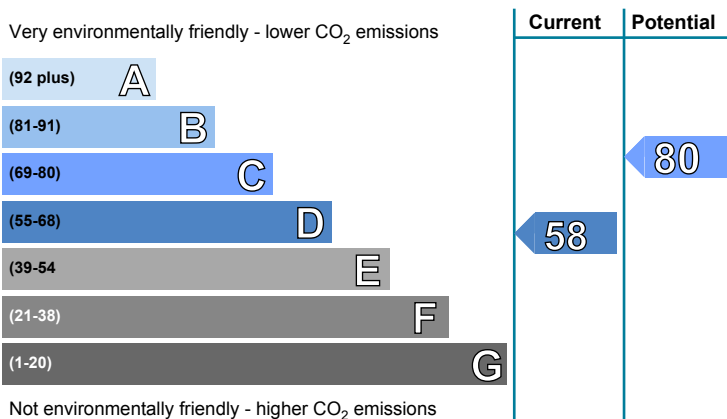 Very environmentally friendly - lower CO2 emissions
Current
Potential
(92 plus) A
(81-91) B
(69-80) C
80
(55-68) D
58
(39-54 E
(21-38) F
(1-20) G
Not environmentally friendly - higher CO2 emissions